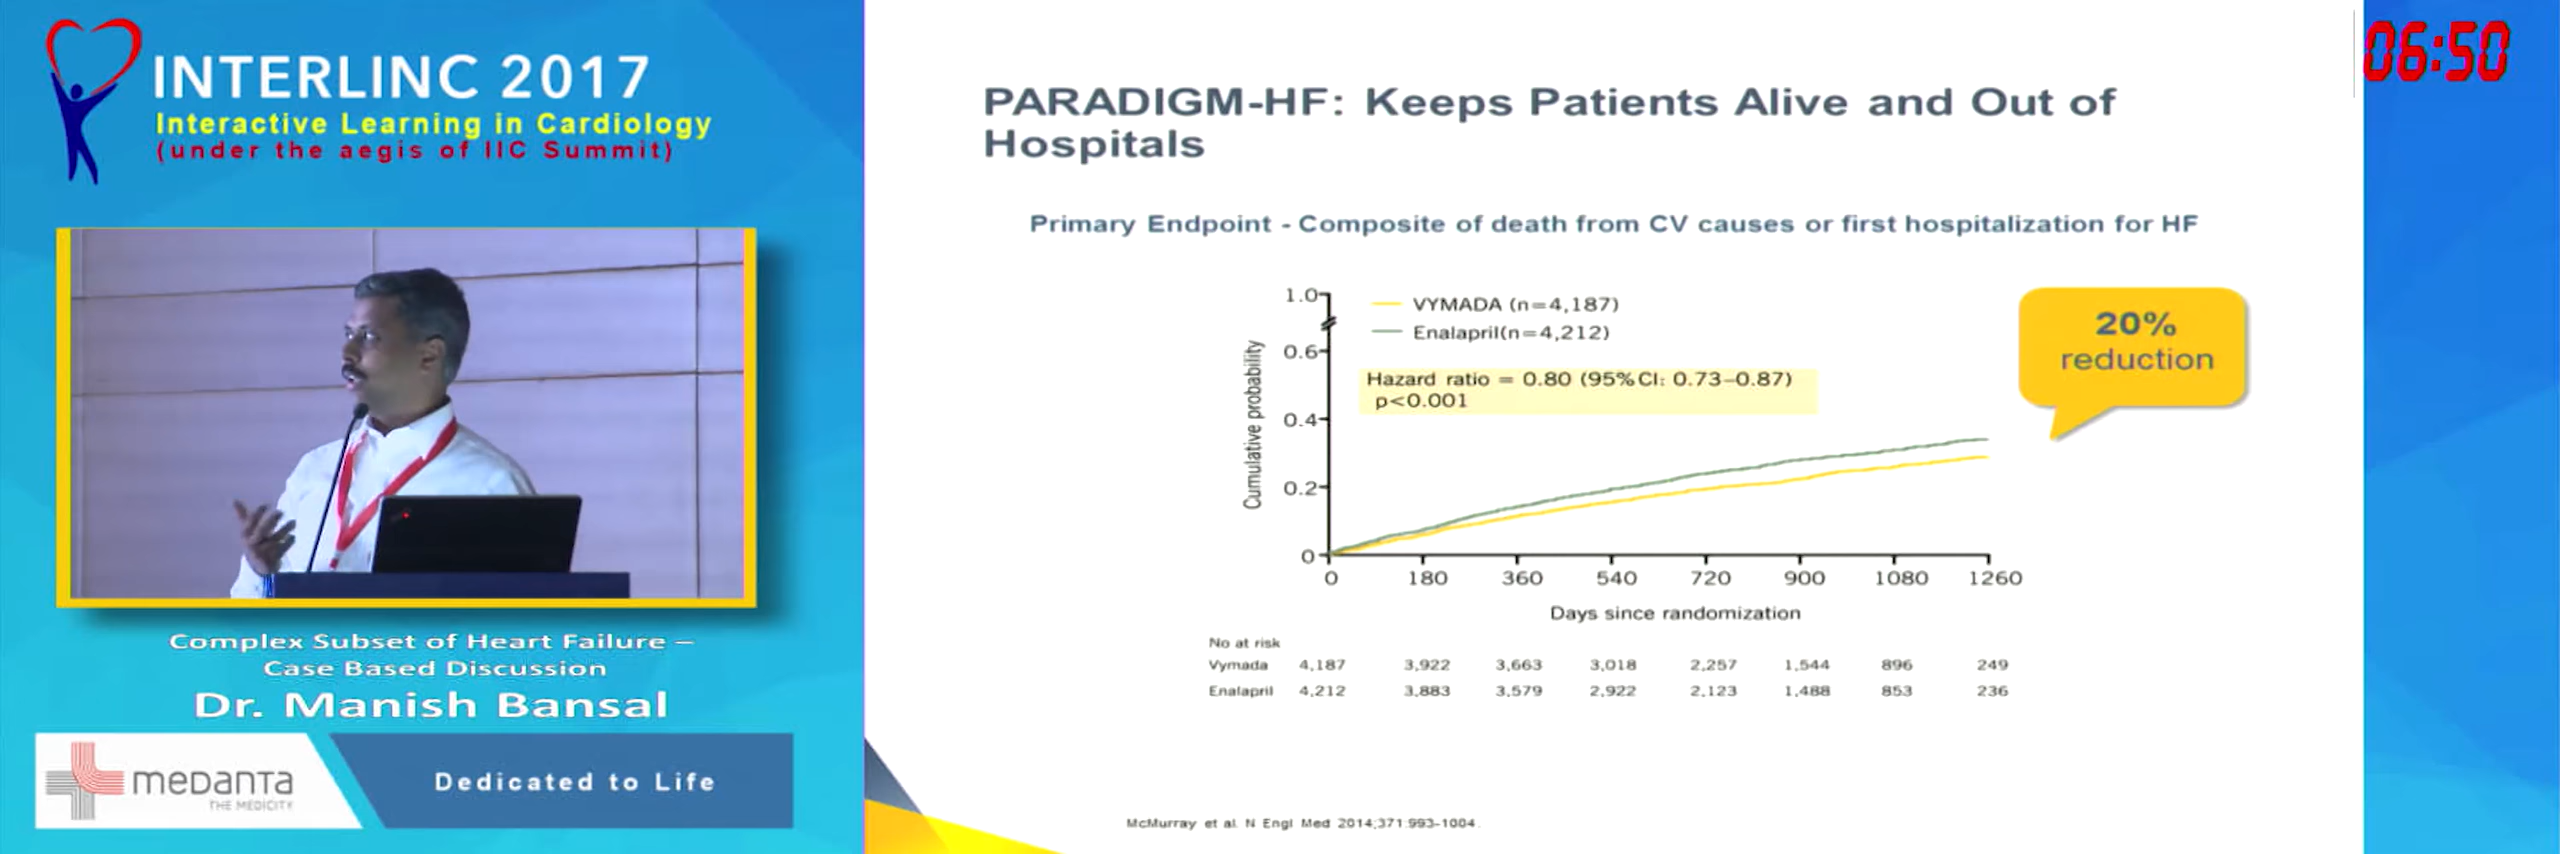 INTERLINC 2017
Interactive Learning in Cardiology
(under the aegis of IIC Summit)
Complex Subset of Heart Failure –
Case Based Discussion
Dr. Manish Bansal
medanta
THE MEDICITY
Dedicated to Life
06:50
PARADIGM-HF: Keeps Patients Alive and Out of
Hospitals
Primary Endpoint - Composite of death from CV causes or first hospitalization for HF
20%
reduction
VYMADA (n=4,187)
Enalapril(n=4,212)
Hazard ratio = 0.80 (95%CI: 0.73–0.87)
p<0.001
Cumulative probability
1.0
0.6
0.4
0.2
0
0 180 360 540 720 900 1080 1260
Days since randomization
No at risk
Vymada 4,187 3,922 3,663 3,018 2,257 1,544 896 249
Enalapril 4,212 3,883 3,579 2,922 2,123 1,488 853 236
McMurray et al. N Engl Med 2014;371:993-1004.